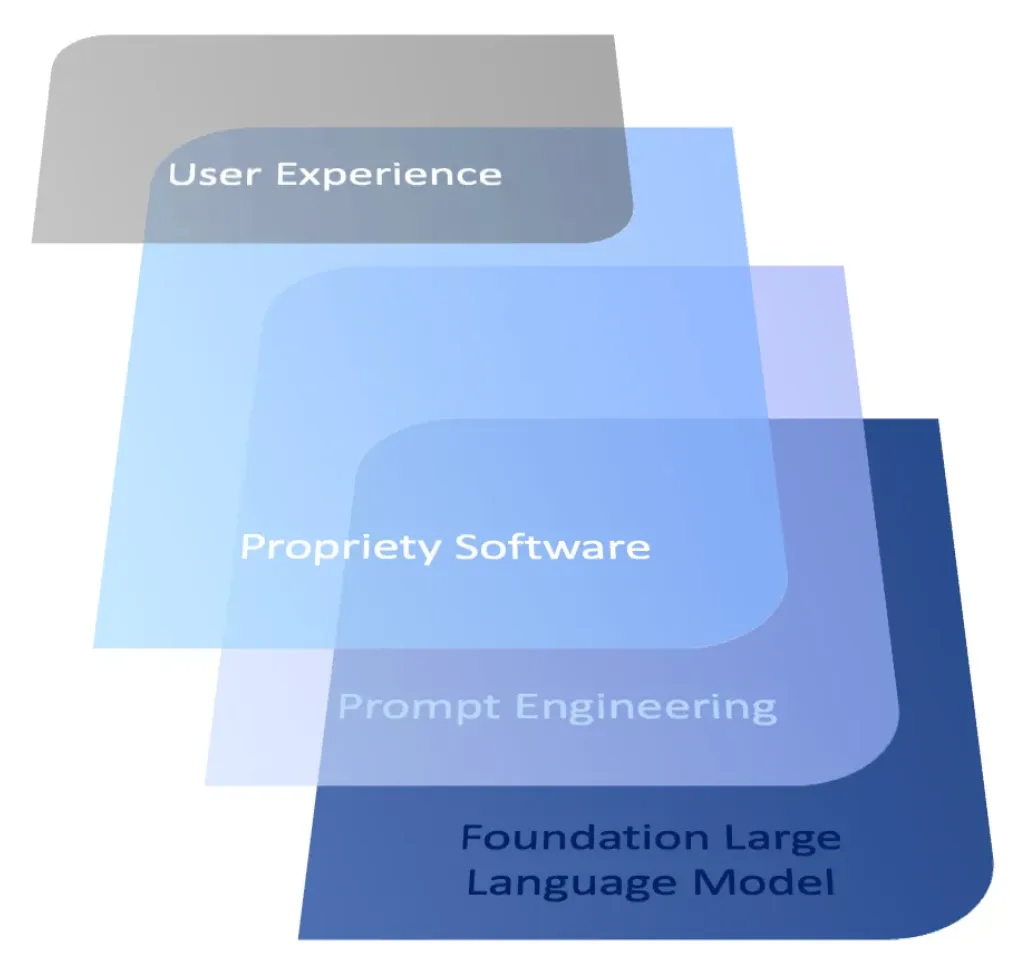 User Experience
Propriety Software
Prompt Engineering
Foundation Large
Language Model